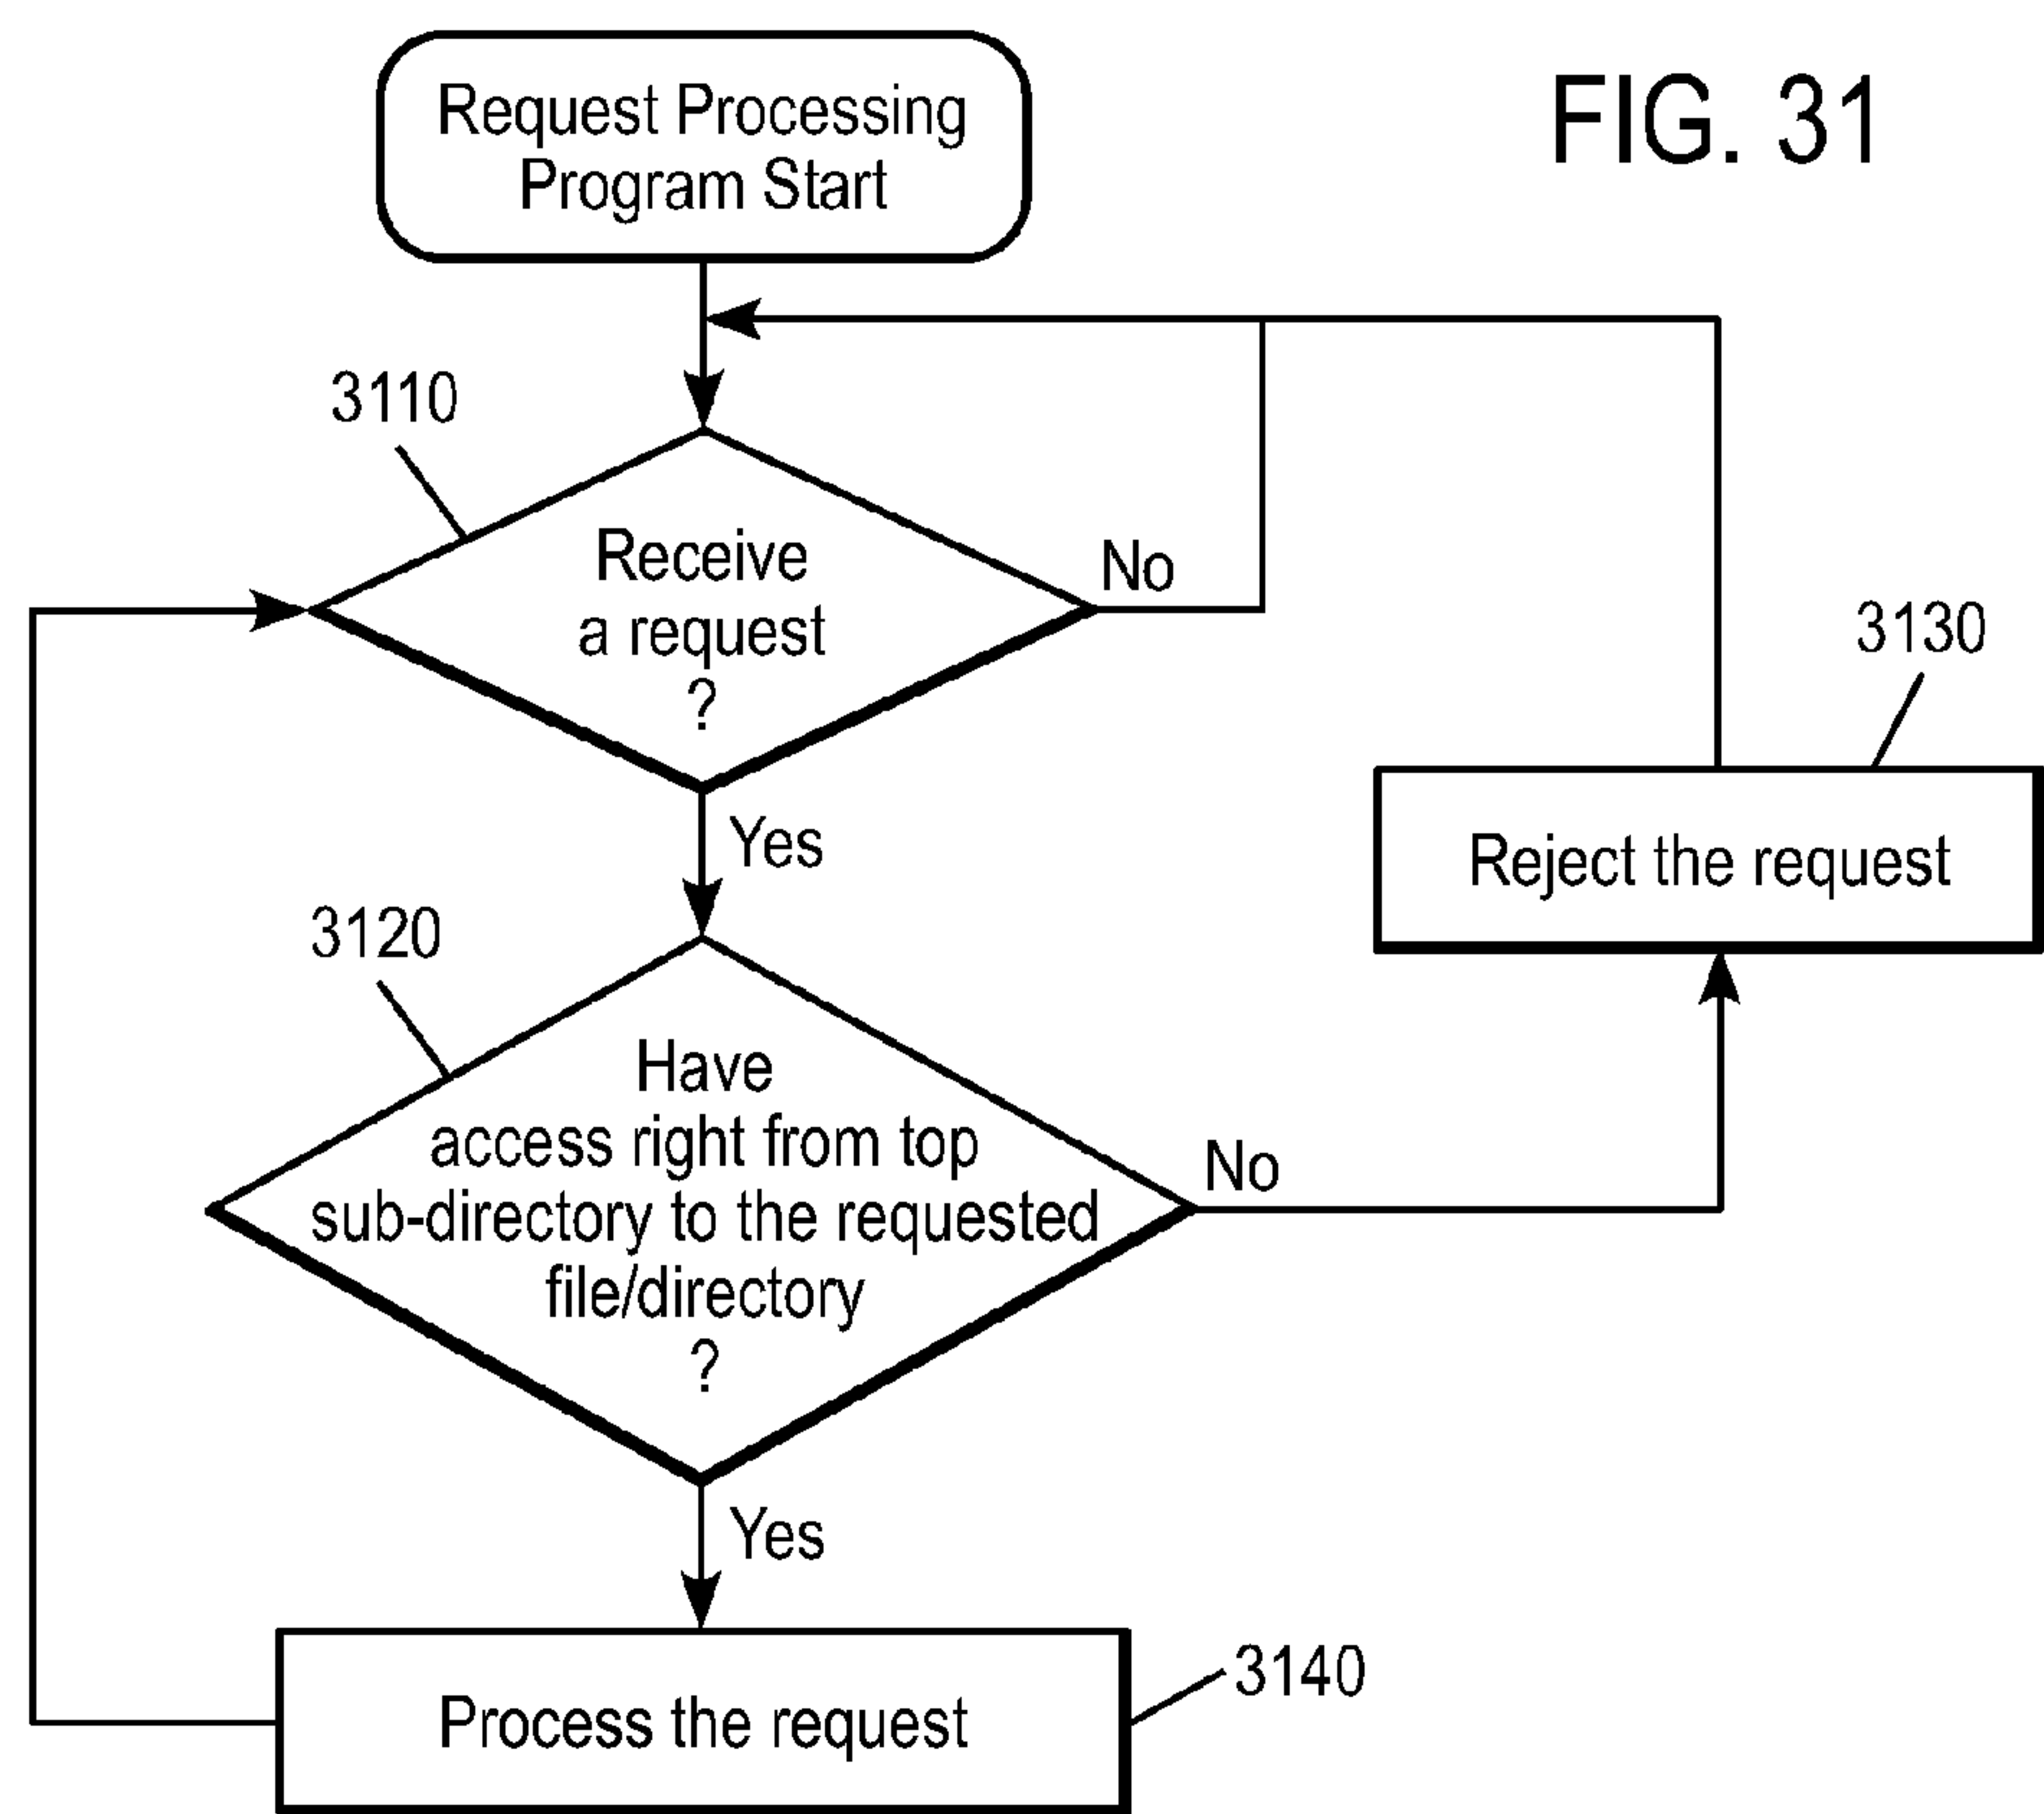 Request Processing
Program Start
FIG. 31
3110
Receive
a request
?
No
Yes
3130
Reject the request
3120
Have
access right from top
sub-directory to the requested
file/directory
?
No
Yes
Process the request
3140